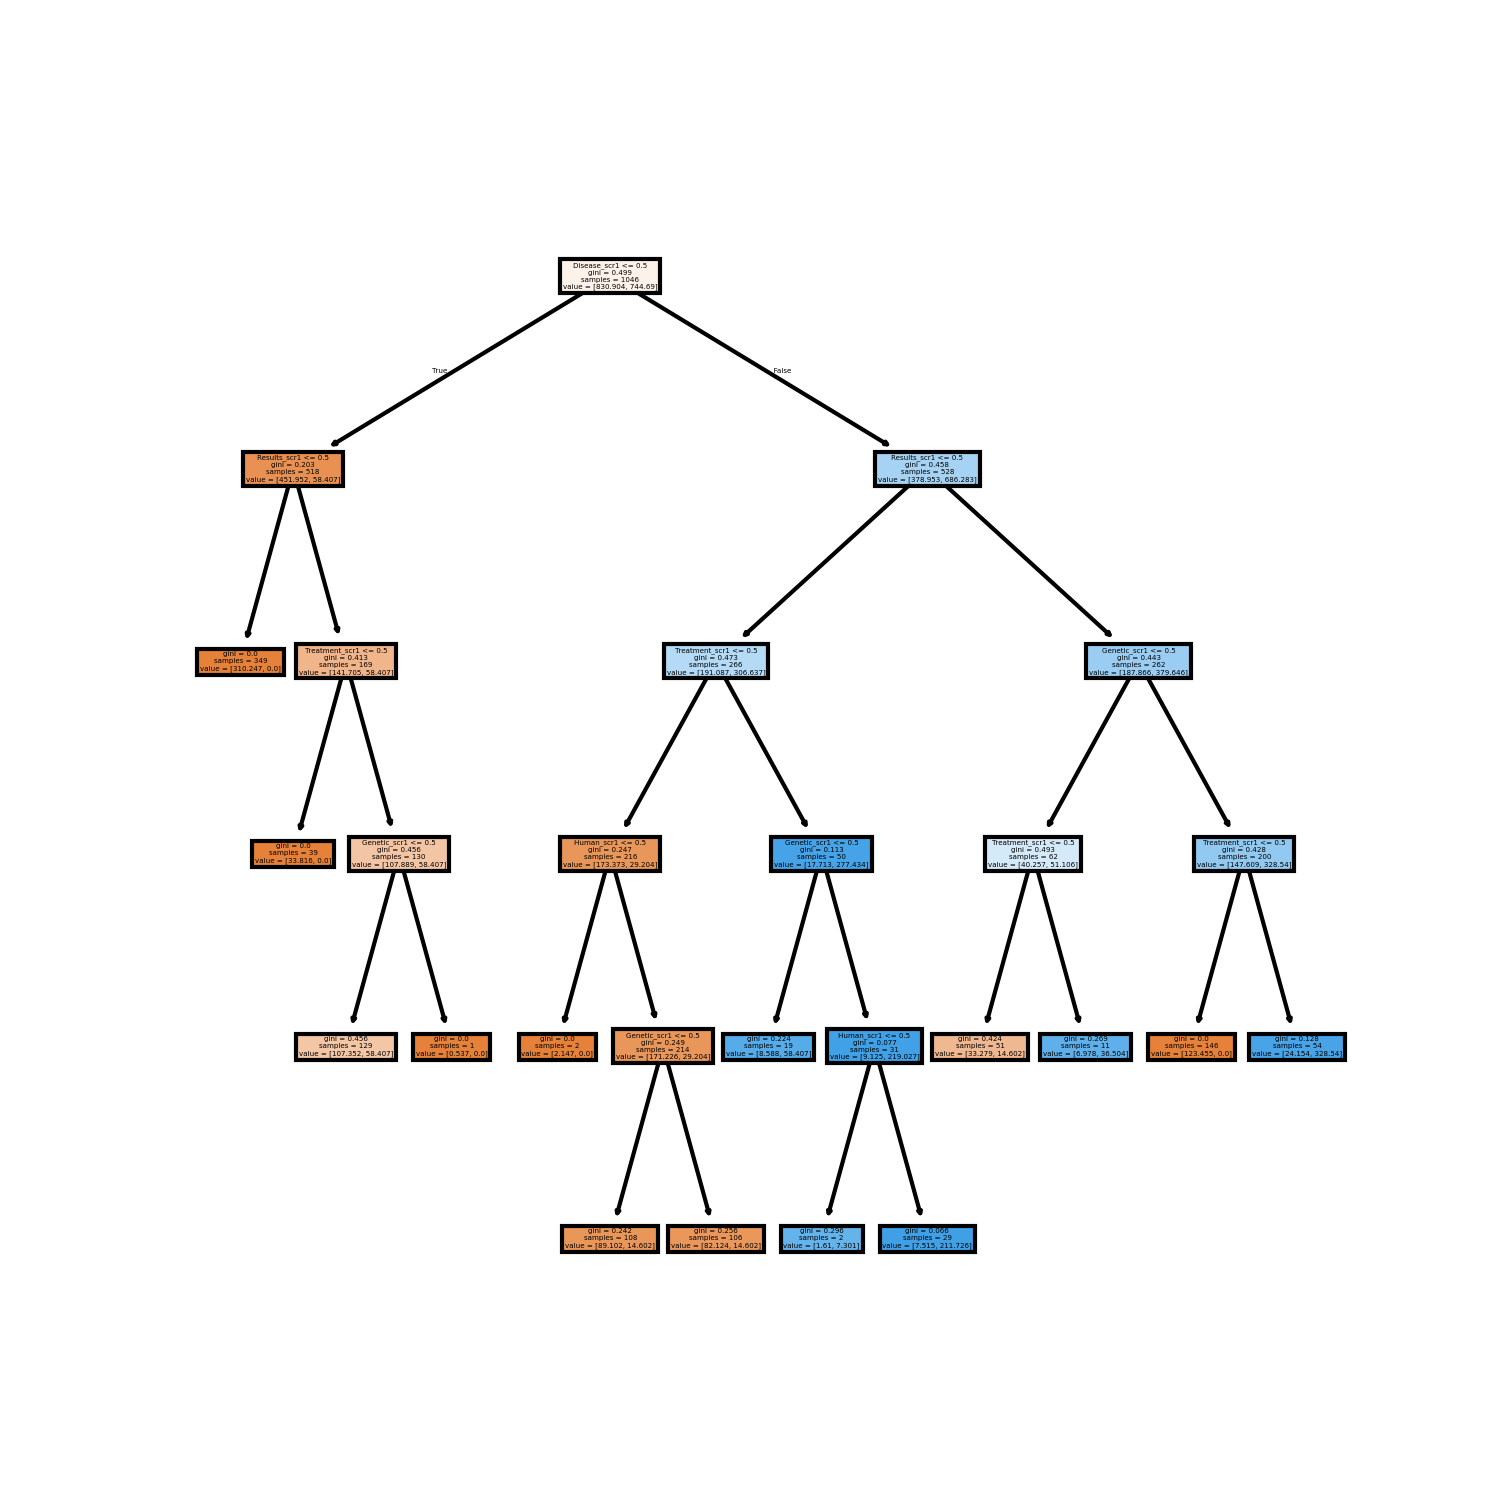 Disease_scr1 <= 0.5
gini = 0.499
samples = 1046
value = [830.904, 744.69]
True
False
Results_scr1 <= 0.5
gini = 0.203
samples = 518
value = [451.952, 58.407]
Results_scr1 <= 0.5
gini = 0.458
samples = 528
value = [378.953, 686.283]
gini = 0.0
samples = 349
value = [310.247, 0.0]
Treatment_scr1 <= 0.5
gini = 0.413
samples = 169
value = [141.705, 58.407]
Treatment_scr1 <= 0.5
gini = 0.473
samples = 266
value = [191.087, 306.637]
Genetic_scr1 <= 0.5
gini = 0.443
samples = 262
value = [187.866, 379.646]
gini = 0.0
samples = 39
value = [33.816, 0.0]
Genetic_scr1 <= 0.5
gini = 0.456
samples = 130
value = [107.889, 58.407]
Human_scr1 <= 0.5
gini = 0.247
samples = 216
value = [173.373, 29.204]
Genetic_scr1 <= 0.5
gini = 0.113
samples = 50
value = [17.713, 277.434]
Treatment_scr1 <= 0.5
gini = 0.493
samples = 62
value = [40.257, 51.106]
Treatment_scr1 <= 0.5
gini = 0.428
samples = 200
value = [147.609, 328.54]
gini = 0.456
samples = 129
value = [107.352, 58.407]
gini = 0.0
samples = 1
value = [0.537, 0.0]
gini = 0.0
samples = 2
value = [2.147, 0.0]
Genetic_scr1 <= 0.5
gini = 0.249
samples = 214
value = [171.226, 29.204]
gini = 0.224
samples = 19
value = [8.588, 58.407]
Human_scr1 <= 0.5
gini = 0.077
samples = 31
value = [9.125, 219.027]
gini = 0.424
samples = 51
value = [33.279, 14.602]
gini = 0.269
samples = 11
value = [6.978, 36.504]
gini = 0.0
samples = 146
value = [123.455, 0.0]
gini = 0.128
samples = 54
value = [24.154, 328.54]
gini = 0.242
samples = 108
value = [89.102, 14.602]
gini = 0.256
samples = 106
value = [82.124, 14.602]
gini = 0.296
samples = 2
value = [1.61, 7.301]
gini = 0.066
samples = 29
value = [7.515, 211.726]